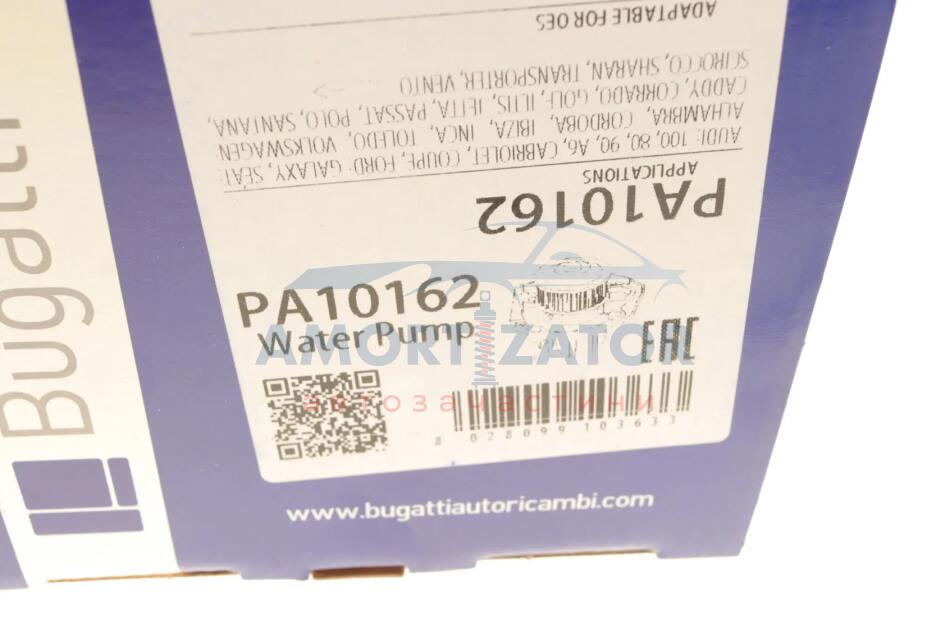 ADAPTABLE FOR OES
AUDI: 100, 80, 90, A6, CABRIOLET, COUPE, FORD: GALAXY, SEAT:
ALHAMBRA, CORDOBA, IBIZA, INCA, TOLEDO, VOLKSWAGEN:
CADDY, CORRADO, GOLF, ILTIS, JETTA, PASSAT, POLO, SANTANA,
SCIROCCO, SHARAN, TRANSPORTER, VENTO
APPLICATIONS
PA10162
PA10162
Water Pump
EAC
AMORTIZATOR
автозапчастини
8 028099 103633
www.bugattiautoricambi.com
Bugatti